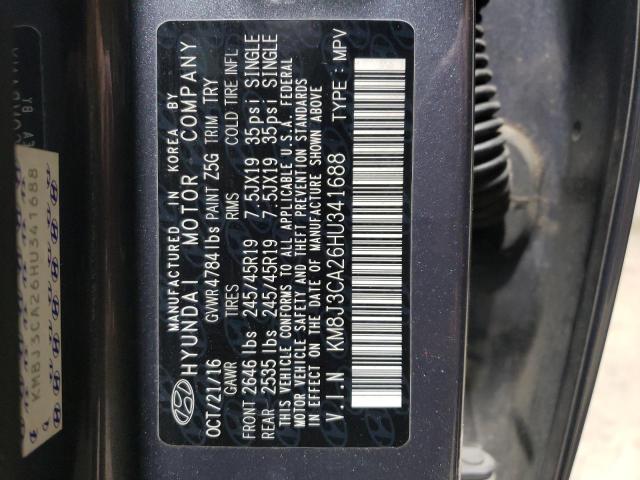 MANUFACTURED IN KOREA BY
HYUNDAI MOTOR COMPANY
OCT/21/16 GVWR 4784 lbs PAINT Z5G TRIM TRY
GAWR TIRES RIMS COLD TIRE INFL
FRONT 2646 lbs 245/45R19 7.5JX19 35psi SINGLE
REAR 2535 lbs 245/45R19 7.5JX19 35psi SINGLE
THIS VEHICLE CONFORMS TO ALL APPLICABLE U.S.A. FEDERAL
MOTOR VEHICLE SAFETY AND THEFT PREVENTION STANDARDS
IN EFFECT ON THE DATE OF MANUFACTURE SHOWN ABOVE
V.I.N KM8J3CA26HU341688 TYPE: MPV
KM8J3CA26HU341688